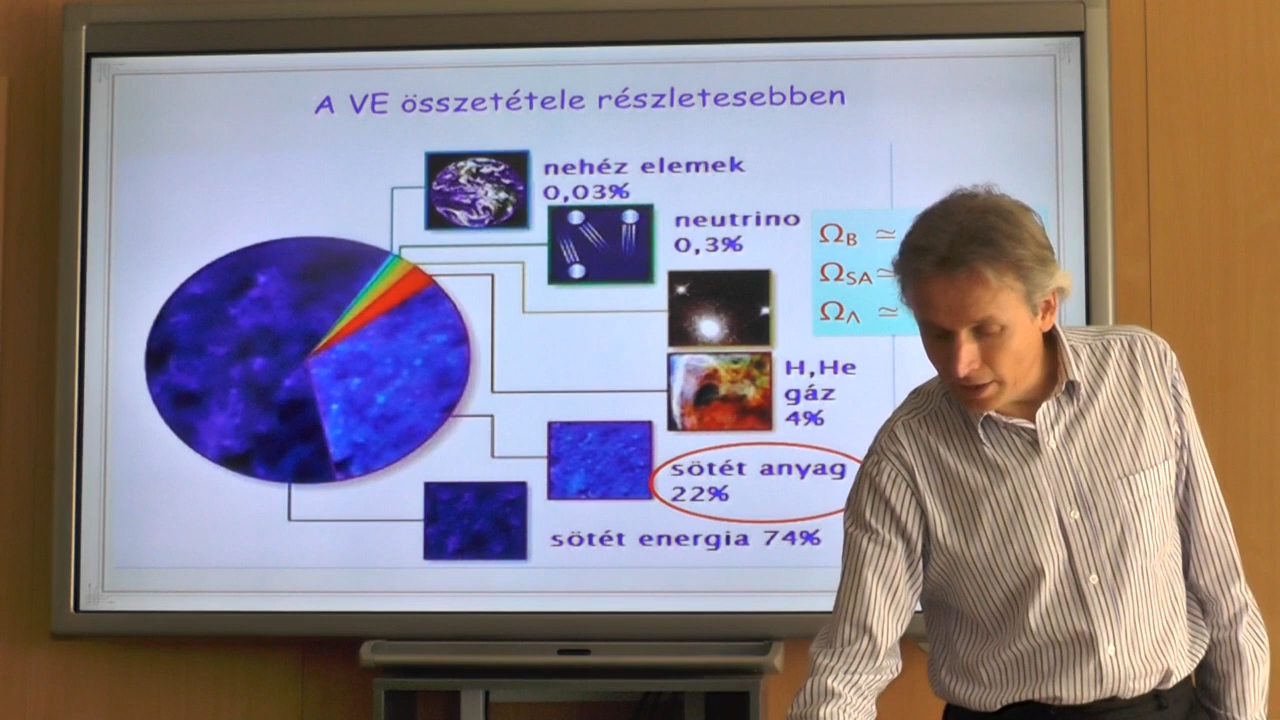 A VE összetétele részletesebben
nehéz elemek
0,03%
neutrino
0,3%
Ω_B ≃
Ω_SA ≃
Ω_Λ ≃
H,He
gáz
4%
sötét anyag
22%
sötét energia 74%